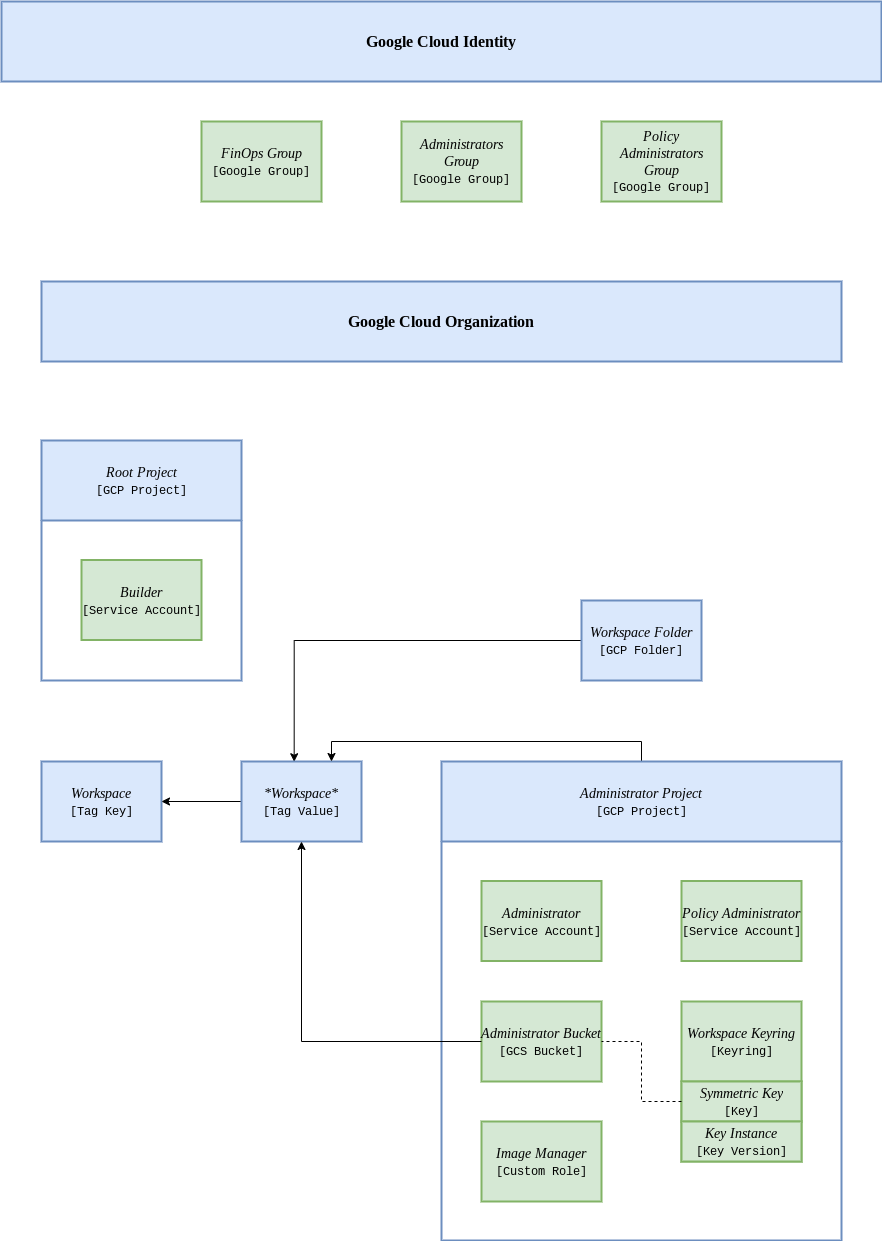 Google Cloud Identity
FinOps Group
[Google Group]
Administrators
Group
[Google Group]
Policy
Administrators
Group
[Google Group]
Google Cloud Organization
Root Project
[GCP Project]
Builder
[Service Account]
Workspace Folder
[GCP Folder]
Workspace
[Tag Key]
*Workspace*
[Tag Value]
Administrator Project
[GCP Project]
Administrator
[Service Account]
Policy Administrator
[Service Account]
Administrator Bucket
[GCS Bucket]
Workspace Keyring
[Keyring]
Symmetric Key
[Key]
Key Instance
[Key Version]
Image Manager
[Custom Role]